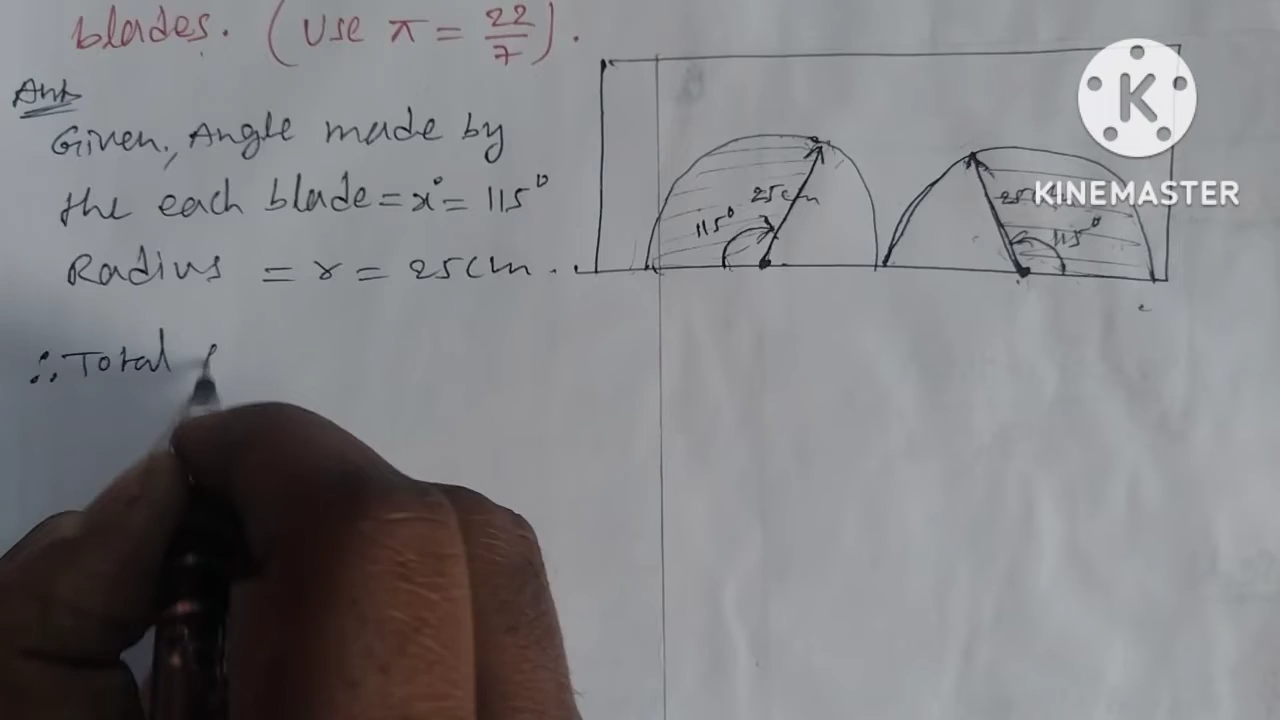 blades. (Use π = 22/7).
Ans
Given, Angle made by
the each blade = x° = 115°
Radius = r = 25cm.
∴ Total
115°
25cm
115°
K
KINEMASTER